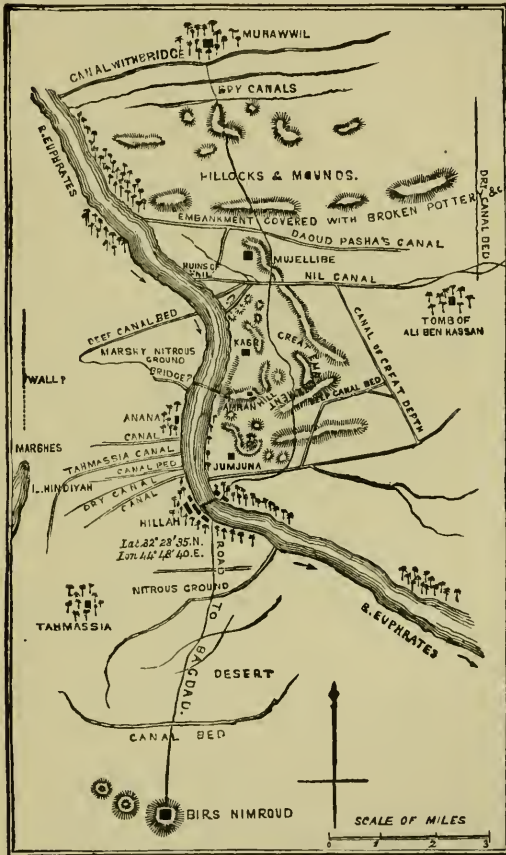 MURAWWIL
CANAL WITH BRIDGE
DRY CANALS
R. EUPHRATES
HILLOCKS & MOUNDS.
DRY CANAL BED
EMBANKMENT COVERED WITH BROKEN POTTERY &c
DAOUD PASHA'S CANAL
MUJELLIBE
RUINS OF
NIL CANAL
TOMB OF
ALI BEN HASSAN
DEEP CANAL BED
CANAL OF GREAT DEPTH
KASR
GREAT EMBANKMENT
MARSHY NITROUS
GROUND
BRIDGE?
WALL?
AMRAN HILL
DEEP CANAL BED
ANANA
CANAL
MARGHES
TAHMASSIA CANAL
CANAL BED
JUMJUMA
L. HINDIYAH
DRY CANAL
CANAL
HILLAH
Lat 32° 28' 35. N.
Lon 44° 48' 40. E.
ROAD TO BAGDAD.
NITROUS GROUND
R. EUPHRATES
TAHMASSIA
DESERT
CANAL BED
BIRS NIMROUD
SCALE OF MILES
0 1 2 3